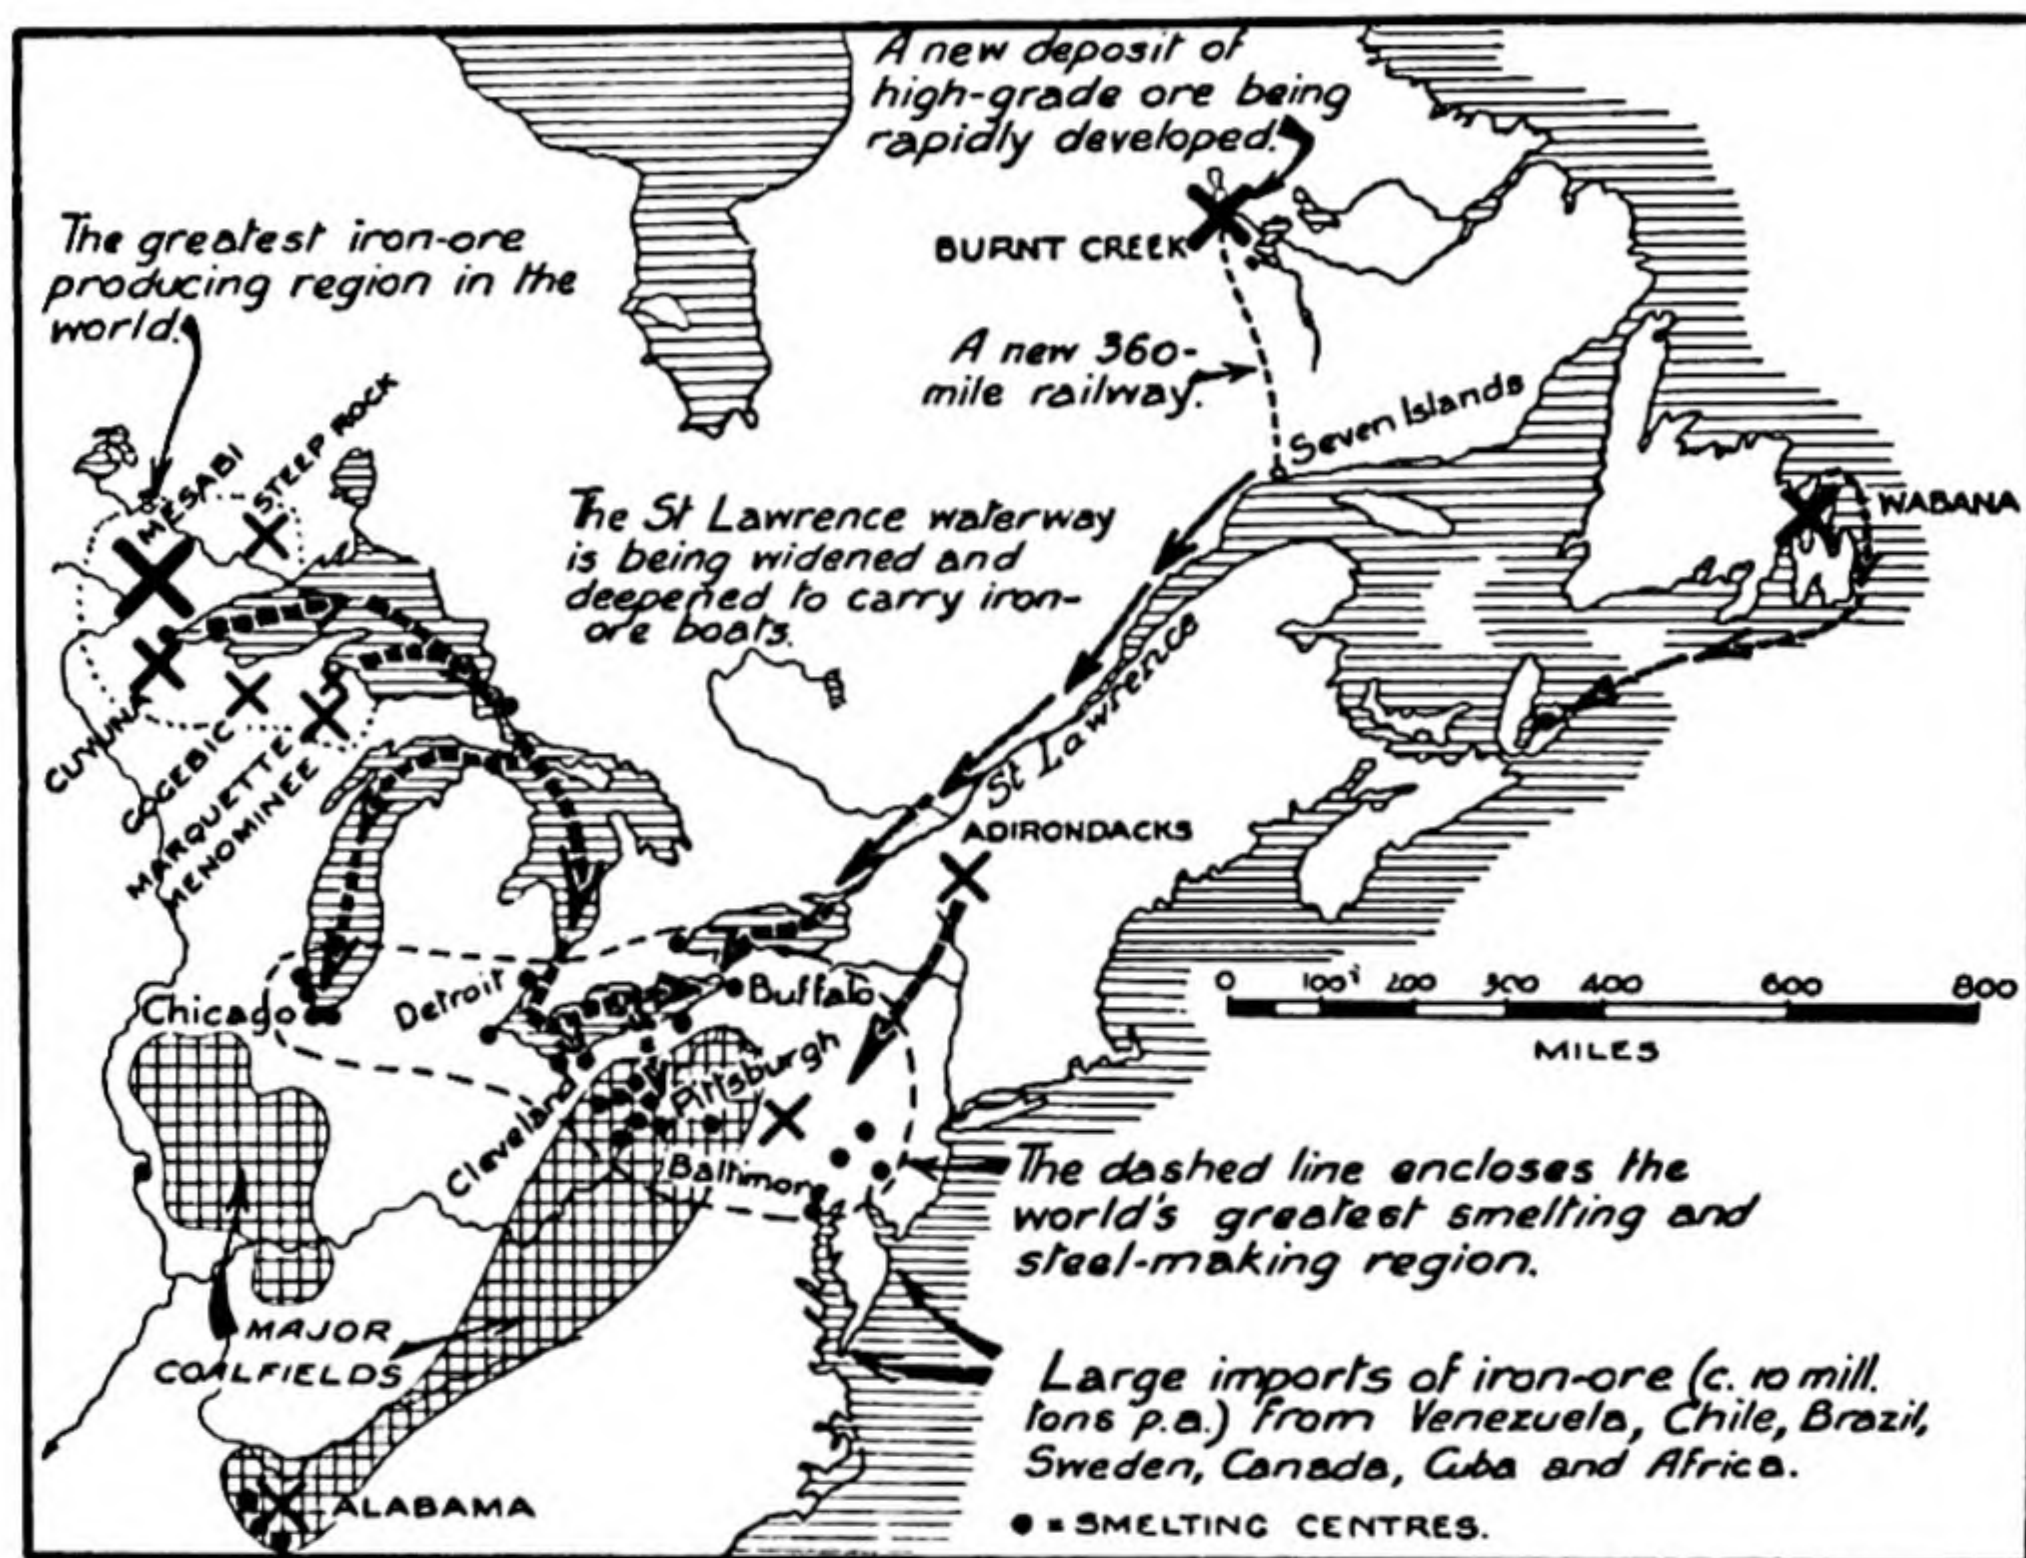 A new deposit of
high-grade ore being
rapidly developed.
The greatest iron-ore
producing region in the
world.
BURNT CREEK
A new 360-
mile railway.
Seven Islands
MESABI
STEEP ROCK
The St Lawrence waterway
is being widened and
deepened to carry iron-
ore boats.
WABANA
St Lawrence
CUYUNA
GOGEBIC
MARQUETTE
MENOMINEE
ADIRONDACKS
Chicago
Detroit
Buffalo
Cleveland
Pittsburgh
Baltimore
0 100 200 300 400 600 800
MILES
The dashed line encloses the
world's greatest smelting and
steel-making region.
MAJOR
COALFIELDS
Large imports of iron-ore (c. 10 mill.
tons p.a.) from Venezuela, Chile, Brazil,
Sweden, Canada, Cuba and Africa.
ALABAMA
● = SMELTING CENTRES.